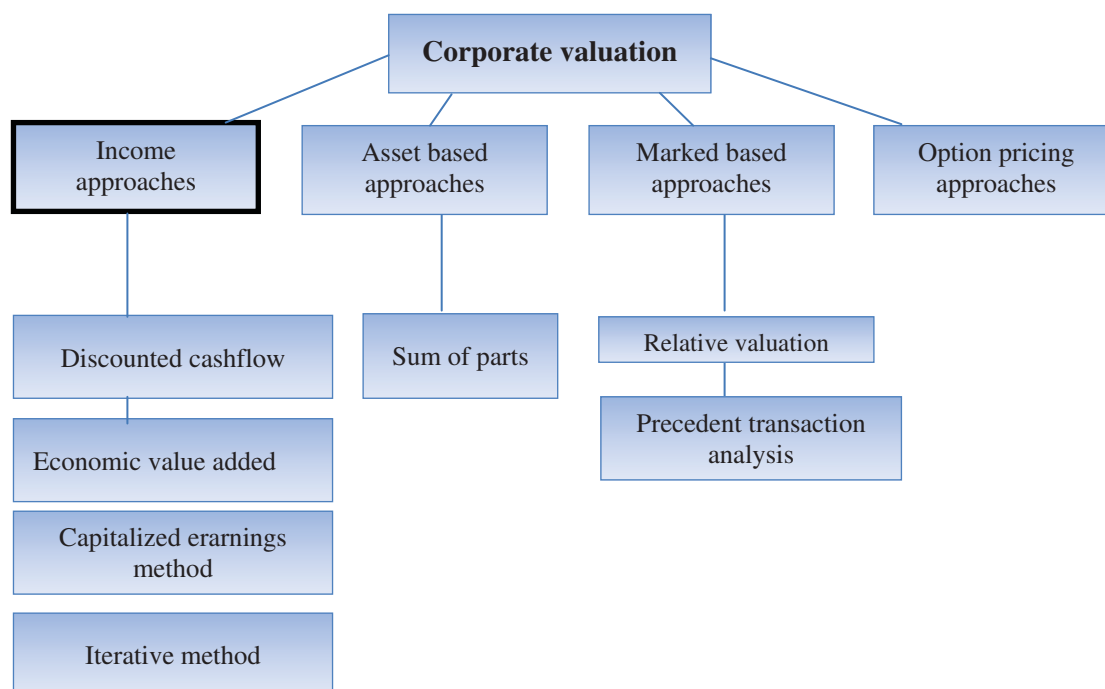 Corporate valuation
Income
approaches
Asset based
approaches
Marked based
approaches
Option pricing
approaches
Discounted cashflow
Economic value added
Capitalized erarnings
method
Iterative method
Sum of parts
Relative valuation
Precedent transaction
analysis